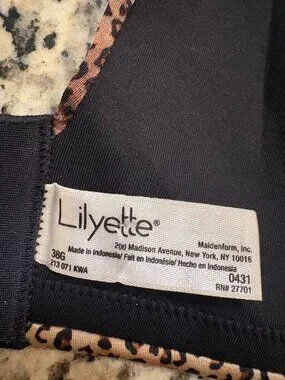 Lilyette®
Maidenform, Inc.
200 Madison Avenue, New York, NY 10016
Made in Indonesia/ Fait en Indonésie/ Hecho en Indonesia
38G
0431
213 071 KWA
RN# 27701